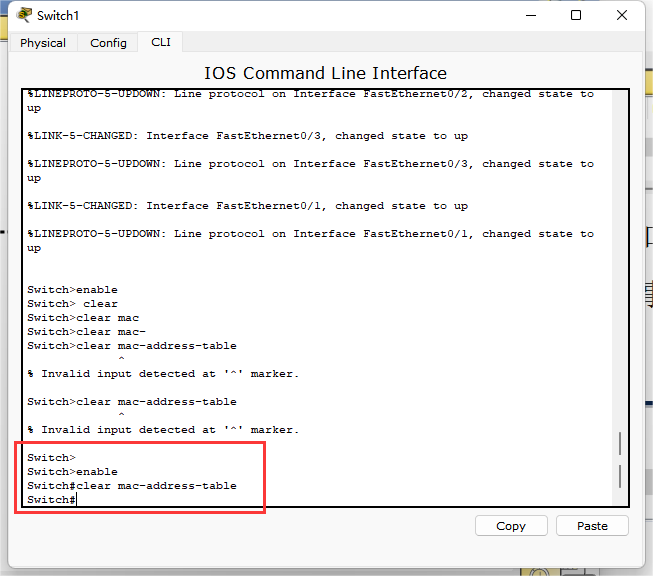 Switch1
Physical Config CLI
IOS Command Line Interface
%LINEPROTO-5-UPDOWN: Line protocol on Interface FastEthernet0/2, changed state to
up
%LINK-5-CHANGED: Interface FastEthernet0/3, changed state to up
%LINEPROTO-5-UPDOWN: Line protocol on Interface FastEthernet0/3, changed state to
up
%LINK-5-CHANGED: Interface FastEthernet0/1, changed state to up
%LINEPROTO-5-UPDOWN: Line protocol on Interface FastEthernet0/1, changed state to
up
Switch>enable
Switch> clear
Switch>clear mac
Switch>clear mac-
Switch>clear mac-address-table
^
% Invalid input detected at '^' marker.
Switch>clear mac-address-table
^
% Invalid input detected at '^' marker.
Switch>
Switch>enable
Switch#clear mac-address-table
Switch#
Copy Paste